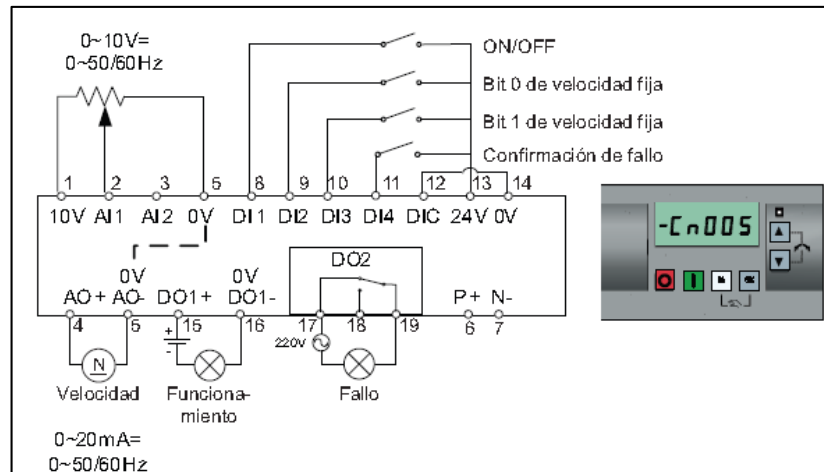 0~10V=
0~50/60Hz
ON/OFF
Bit 0 de velocidad fija
Bit 1 de velocidad fija
Confirmación de fallo
1 2 3 5 8 9 10 11 12 13 14
10V AI1 AI2 0V DI1 DI2 DI3 DI4 DIC 24V 0V
-Cn005
0V 0V DO2
AO+ AO- DO1+ DO1- P+ N-
4 5 15 16 17 18 19 6 7
+
-
220V
N
Velocidad Funciona- Fallo
miento
0~20mA=
0~50/60Hz